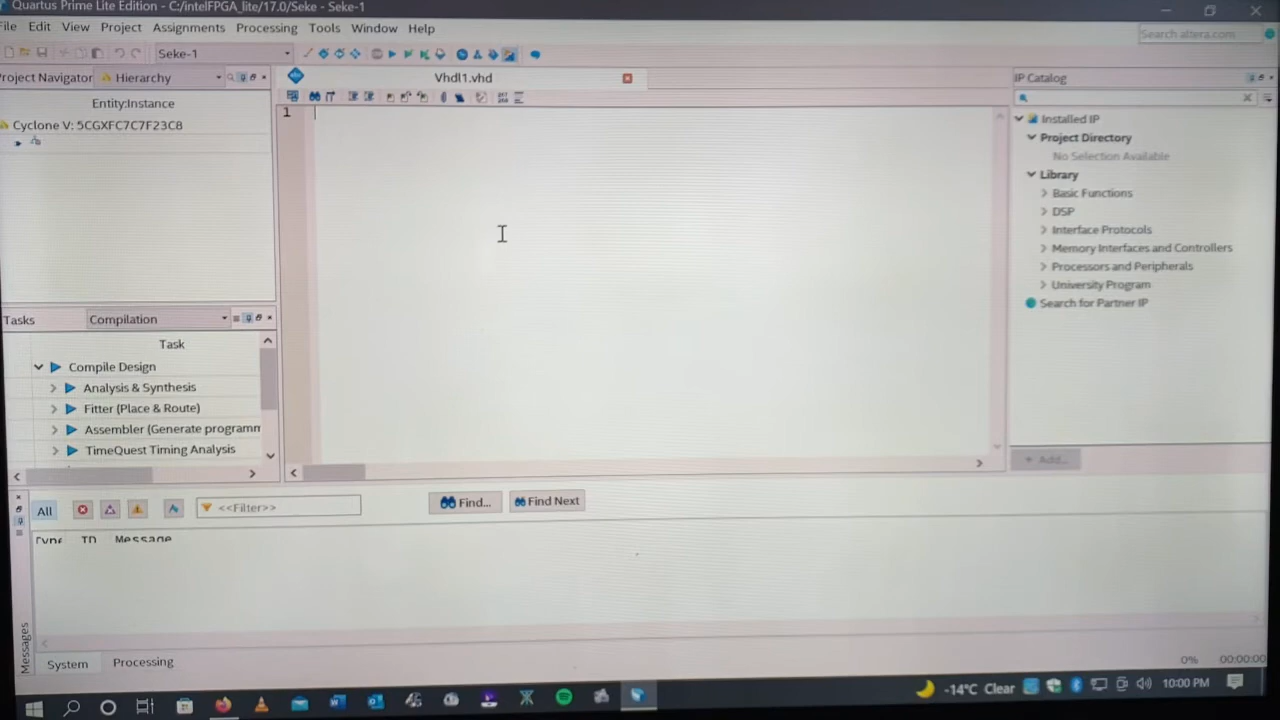 Quartus Prime Lite Edition - C:/intelFPGA_lite/17.0/Seke - Seke-1
File Edit View Project Assignments Processing Tools Window Help
Search altera.com
Seke-1
Project Navigator Hierarchy
Vhdl1.vhd
IP Catalog
Entity:Instance
1
Cyclone V: 5CGXFC7C7F23C8
Installed IP
Project Directory
No Selection Available
Library
Basic Functions
DSP
Interface Protocols
Memory Interfaces and Controllers
Processors and Peripherals
University Program
Search for Partner IP
Tasks Compilation
Task
Compile Design
Analysis & Synthesis
Fitter (Place & Route)
Assembler (Generate programm
TimeQuest Timing Analysis
+ Add...
All <<Filter>> Find... Find Next
Type ID Message
Messages
System Processing
0% 00:00:00
-14°C Clear 10:00 PM